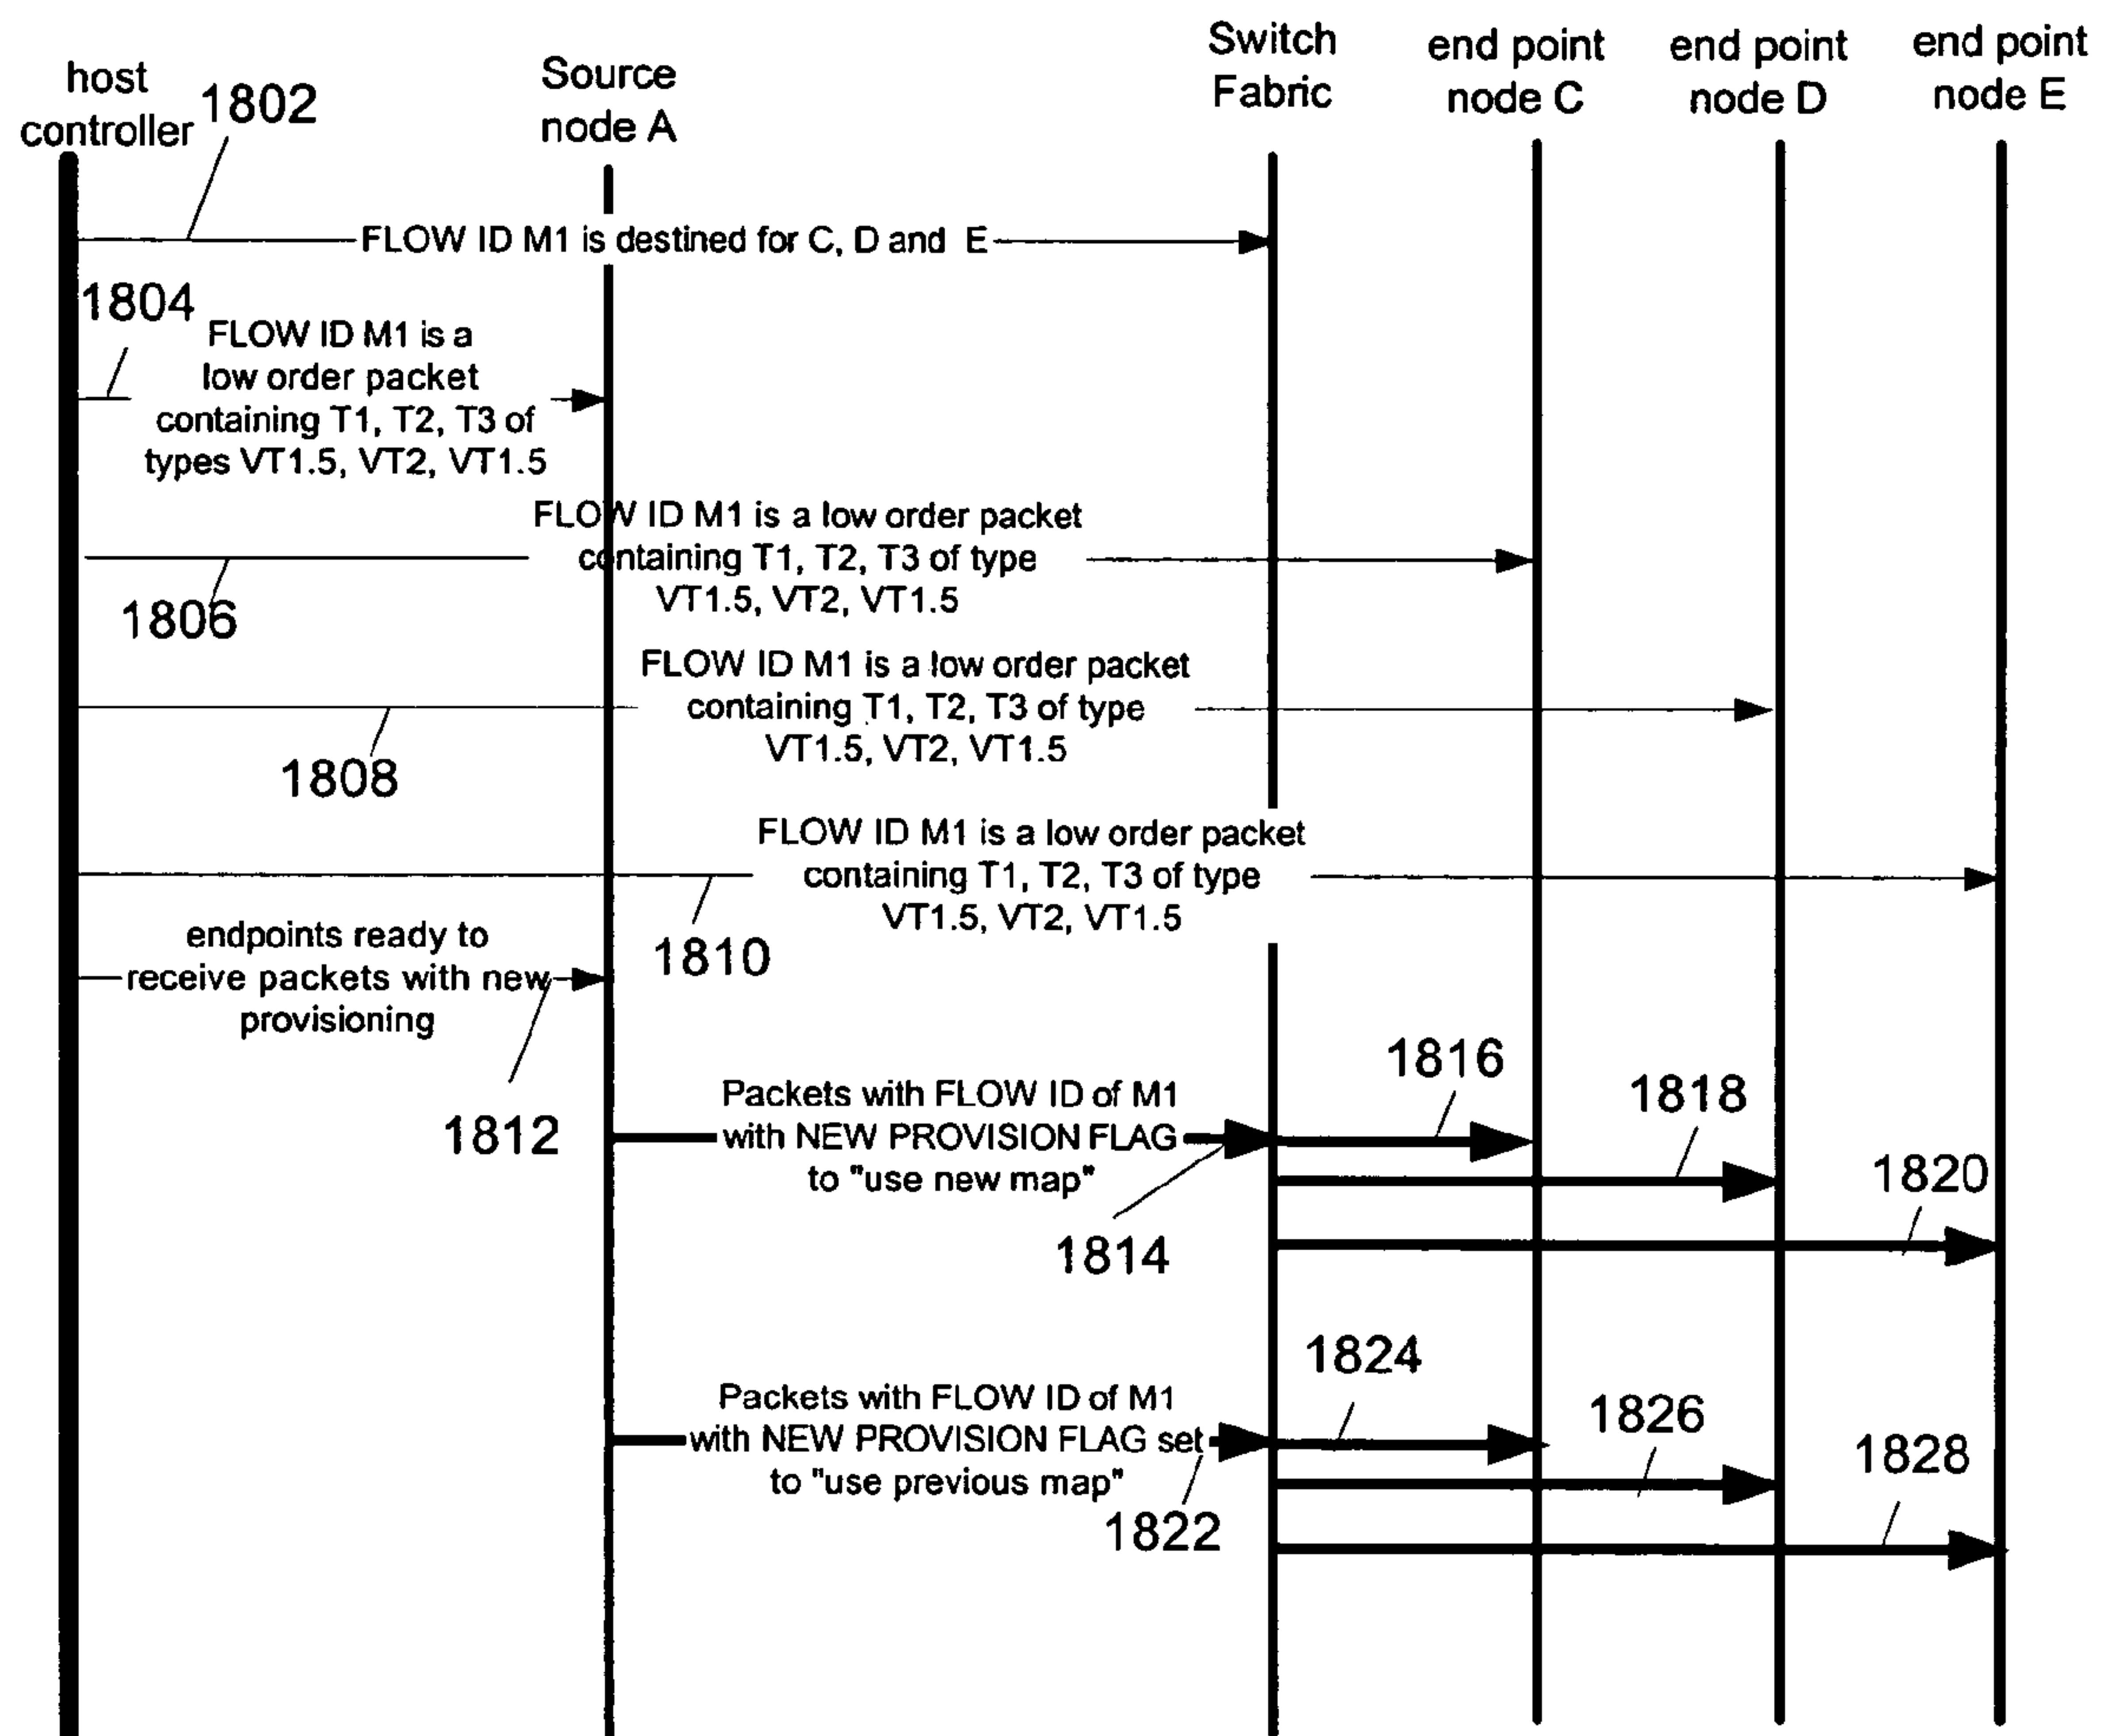 host
controller
1802
Source
node A
Switch
Fabric
end point
node C
end point
node D
end point
node E
FLOW ID M1 is destined for C, D and E
1804
FLOW ID M1 is a
low order packet
containing T1, T2, T3 of
types VT1.5, VT2, VT1.5
FLOW ID M1 is a low order packet
containing T1, T2, T3 of type
VT1.5, VT2, VT1.5
1806
FLOW ID M1 is a low order packet
containing T1, T2, T3 of type
VT1.5, VT2, VT1.5
1808
FLOW ID M1 is a low order packet
containing T1, T2, T3 of type
VT1.5, VT2, VT1.5
1810
endpoints ready to
receive packets with new
provisioning
1812
Packets with FLOW ID of M1
with NEW PROVISION FLAG
to "use new map"
1814
1816
1818
1820
Packets with FLOW ID of M1
with NEW PROVISION FLAG set
to "use previous map"
1822
1824
1826
1828